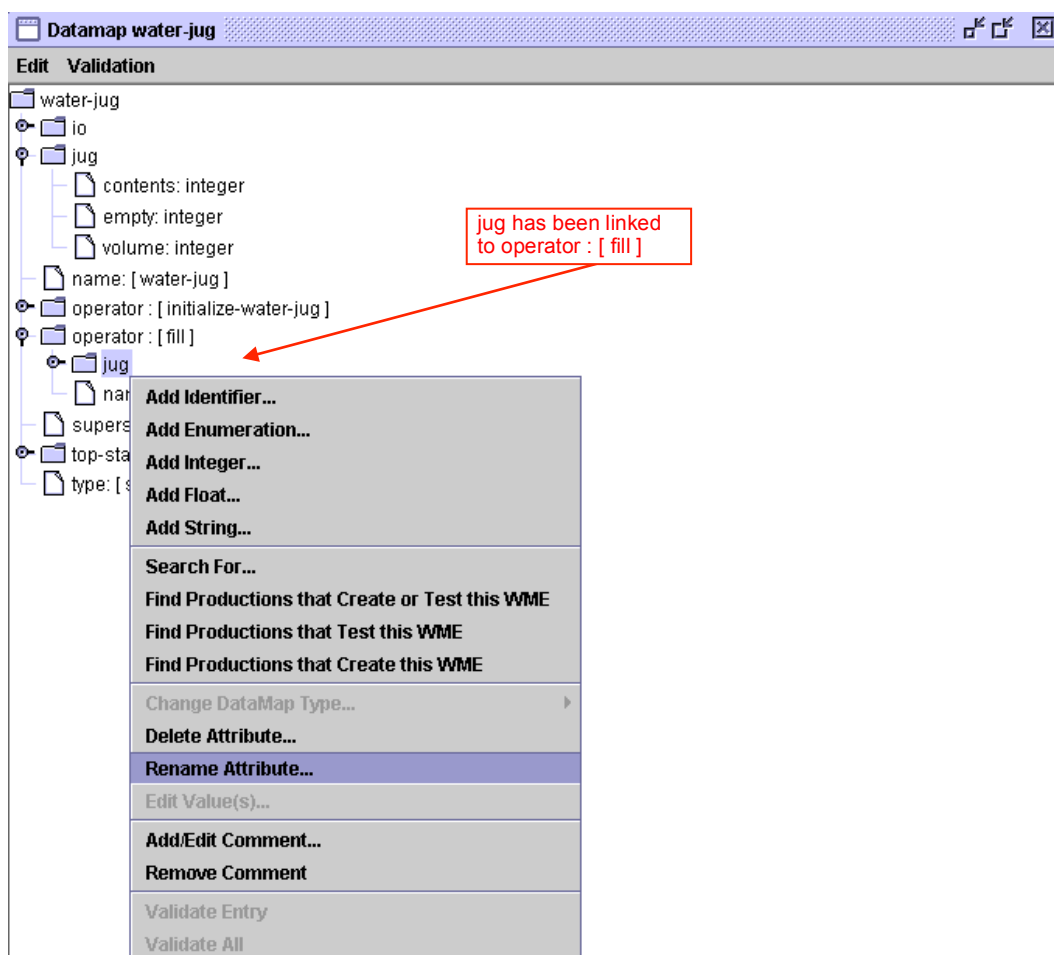 Datamap water-jug
Edit Validation
water-jug
io
jug
contents: integer
empty: integer
volume: integer
jug has been linked
to operator : [ fill ]
name: [ water-jug ]
operator : [ initialize-water-jug ]
operator : [ fill ]
jug
Add Identifier...
Add Enumeration...
Add Integer...
Add Float...
Add String...
Search For...
Find Productions that Create or Test this WME
Find Productions that Test this WME
Find Productions that Create this WME
Change DataMap Type...
Delete Attribute...
Rename Attribute...
Edit Value(s)...
Add/Edit Comment...
Remove Comment
Validate Entry
Validate All
type: [